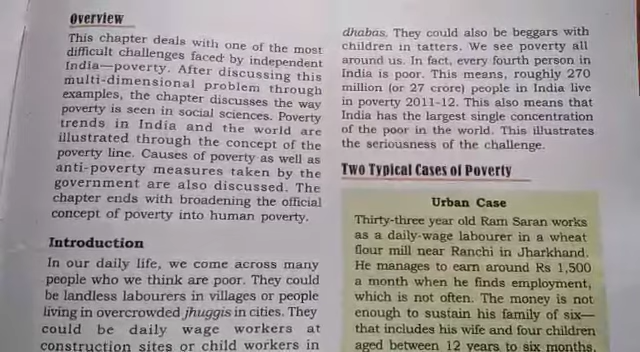 Overview
This chapter deals with one of the most
difficult challenges faced by independent
India—poverty. After discussing this
multi-dimensional problem through
examples, the chapter discusses the way
poverty is seen in social sciences. Poverty
trends in India and the world are
illustrated through the concept of the
poverty line. Causes of poverty as well as
anti-poverty measures taken by the
government are also discussed. The
chapter ends with broadening the official
concept of poverty into human poverty.
Introduction
In our daily life, we come across many
people who we think are poor. They could
be landless labourers in villages or people
living in overcrowded jhuggis in cities. They
could be daily wage workers at
construction sites or child workers in
dhabas. They could also be beggars with
children in tatters. We see poverty all
around us. In fact, every fourth person in
India is poor. This means, roughly 270
million (or 27 crore) people in India live
in poverty 2011-12. This also means that
India has the largest single concentration
of the poor in the world. This illustrates
the seriousness of the challenge.
Two Typical Cases of Poverty
Urban Case
Thirty-three year old Ram Saran works
as a daily-wage labourer in a wheat
flour mill near Ranchi in Jharkhand.
He manages to earn around Rs 1,500
a month when he finds employment,
which is not often. The money is not
enough to sustain his family of six—
that includes his wife and four children
aged between 12 years to six months.